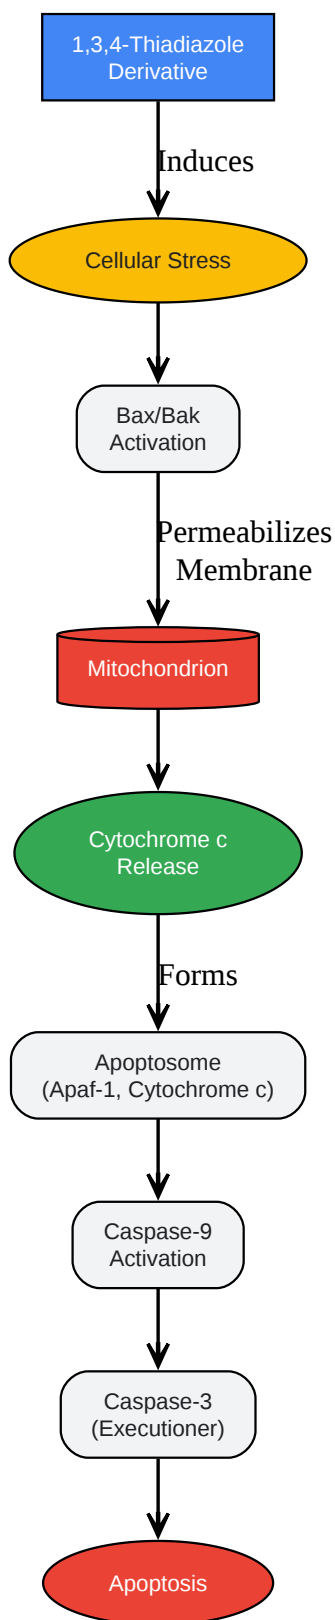 1,3,4-Thiadiazole
Derivative
Induces
Cellular Stress
Bax/Bak
Activation
Permeabilizes
Membrane
Mitochondrion
Cytochrome c
Release
Forms
Apoptosome
(Apaf-1, Cytochrome c)
Caspase-9
Activation
Caspase-3
(Executioner)
Apoptosis